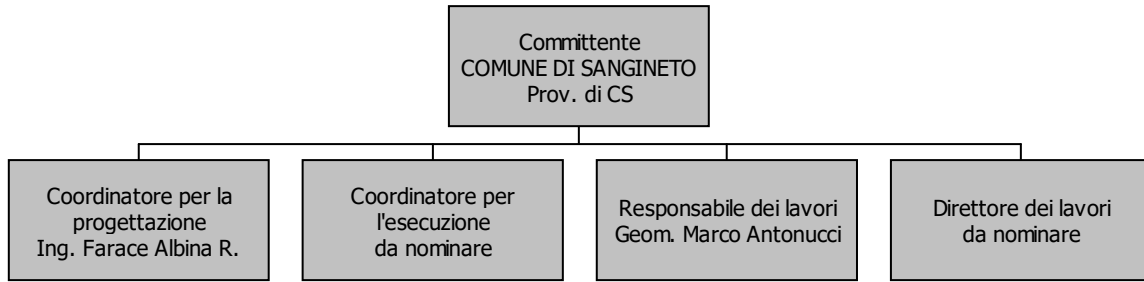 Committente
COMUNE DI SANGINETO
Prov. di CS
Coordinatore per la
progettazione
Ing. Farace Albina R.
Coordinatore per
l'esecuzione
da nominare
Responsabile dei lavori
Geom. Marco Antonucci
Direttore dei lavori
da nominare